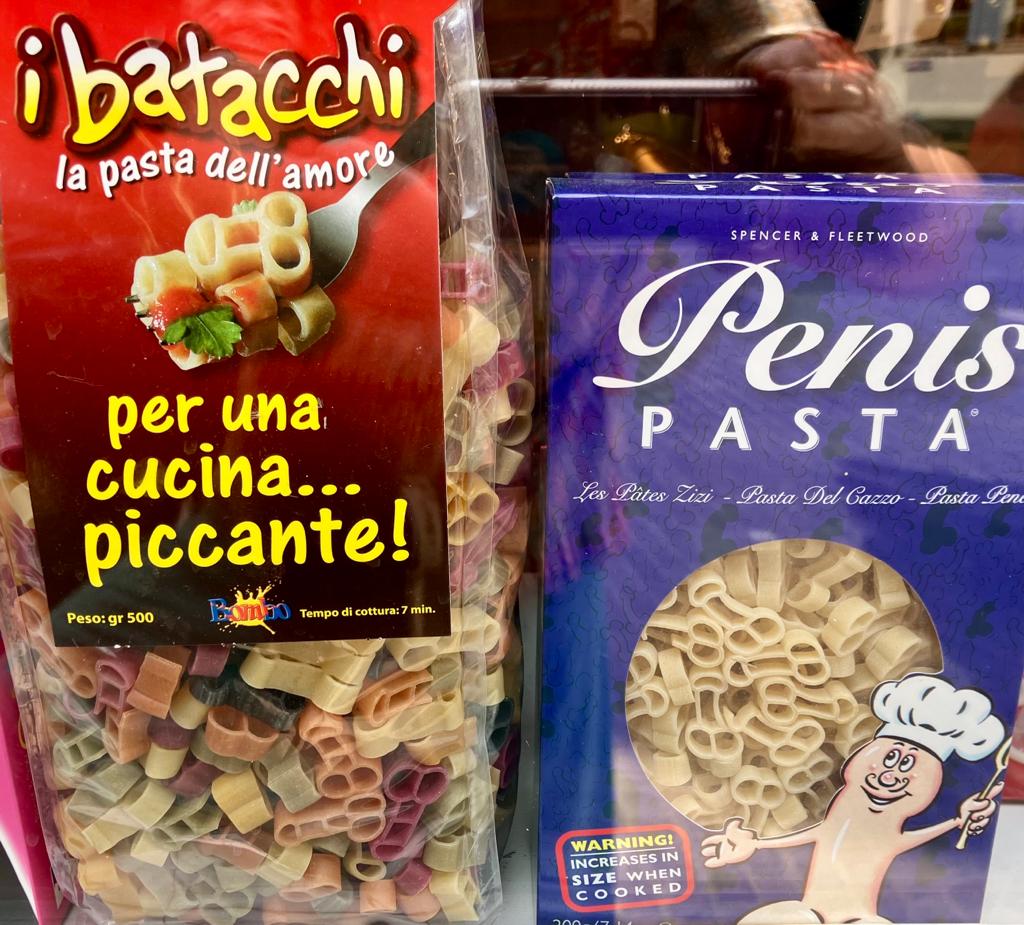 i batacchi
la pasta dell'amore
per una
cucina...
piccante!
Peso: gr 500
Bombo
Tempo di cottura: 7 min.
PASTA
PASTA
SPENCER & FLEETWOOD
Penis
PASTA
Les Pâtes Zizi - Pasta Del Cazzo - Pasta
WARNING!
INCREASES IN
SIZE WHEN
COOKED